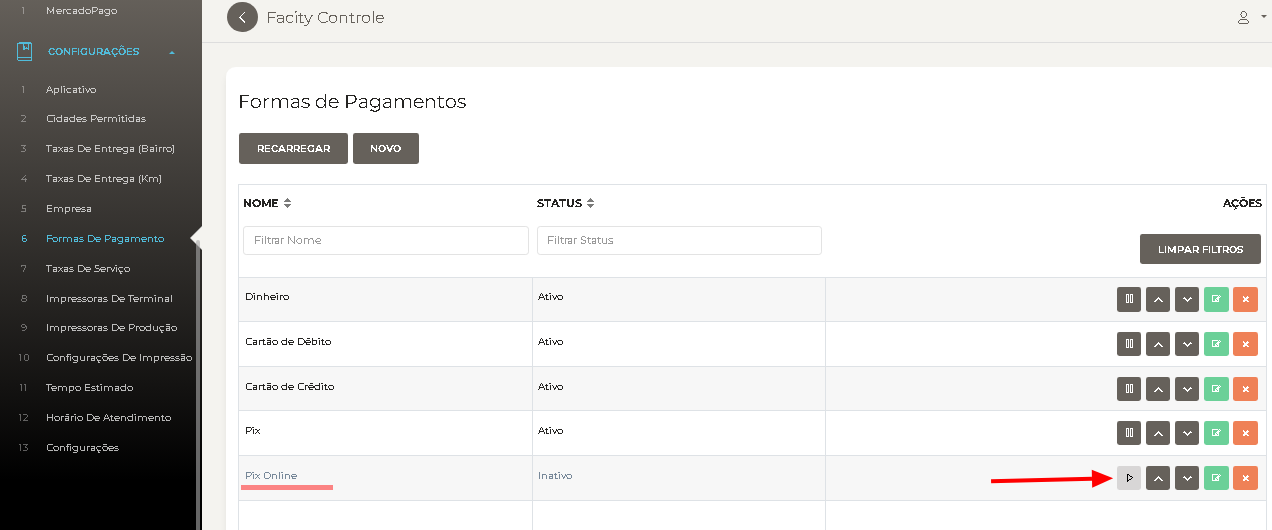 1 MercadoPago
Facity Controle
CONFIGURAÇÕES
1 Aplicativo
2 Cidades Permitidas
3 Taxas De Entrega (Bairro)
4 Taxas De Entrega (Km)
5 Empresa
6 Formas De Pagamento
7 Taxas De Serviço
8 Impressoras De Terminal
9 Impressoras De Produção
10 Configurações De Impressão
11 Tempo Estimado
12 Horário De Atendimento
13 Configurações
Formas de Pagamentos
RECARREGAR NOVO
NOME STATUS AÇÕES
Filtrar Nome Filtrar Status LIMPAR FILTROS
Dinheiro Ativo
Cartão de Débito Ativo
Cartão de Crédito Ativo
Pix Ativo
Pix Online Inativo